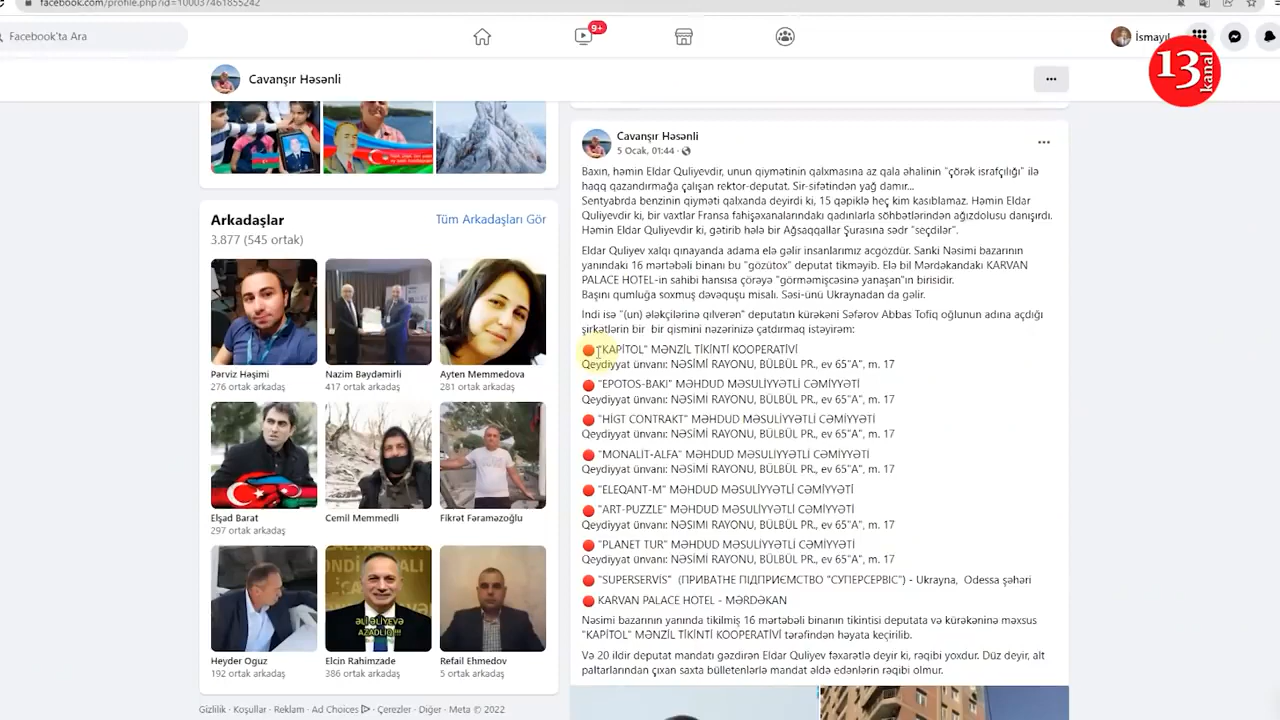 facebook.com/profile.php?id=100037461855242
Facebook'ta Ara
9+
İsmayıl
13 kanal
Cavanşır Həsənli
Arkadaşlar
Tüm Arkadaşları Gör
3.877 (545 ortak)
Pərviz Həşimi
276 ortak arkadaş
Nazim Bəydəmirli
417 ortak arkadaş
Ayten Memmedova
281 ortak arkadaş
Elşad Barat
297 ortak arkadaş
Cemil Memmedli
Fikrət Fəraməzoğlu
ƏLİ ƏLİYEVƏ
AZADLIQ!!!
Heyder Oguz
192 ortak arkadaş
Elcin Rahimzade
386 ortak arkadaş
Refail Ehmedov
5 ortak arkadaş
Gizlilik · Koşullar · Reklam · Ad Choices · Çerezler · Diğer · Meta © 2022
Cavanşır Həsənli
5 Ocak, 01:44 ·
Baxın, həmin Eldar Quliyevdir, unun qiymətinin qalxmasına az qala əhalinin "çörək israfçılığı" ilə
haqq qazandırmağa çalışan rektor-deputat. Sir-sifətindən yağ damır...
Sentyabrda benzinin qiyməti qalxanda deyirdi ki, 15 qəpiklə heç kim kasıblamaz. Həmin Eldar
Quliyevdir ki, bir vaxtlar Fransa fahişəxanalarındakı qadınlarla söhbətlərindən ağızdolusu danışırdı.
Həmin Eldar Quliyevdir ki, gətirib hələ bir Ağsaqqallar Şurasına sədr "seçdilər".
Eldar Quliyev xalqı qınayanda adama elə gəlir insanlarımız acgözdür. Sanki Nəsimi bazarının
yanındakı 16 mərtəbəli binanı bu "gözütox" deputat tikməyib. Elə bil Mərdəkandakı KARVAN
PALACE HOTEL-in sahibi hansısa çörəyə "görməmişcəsinə yanaşan"ın birisidir.
Başını qumluğa soxmuş dəvəquşu misalı. Səsi-ünü Ukraynadan da gəlir.
İndi isə "(un) ələkçilərinə qılverən" deputatın kürəkəni Səfərov Abbas Tofiq oğlunun adına açdığı
şirkətlərin bir bir qismini nəzərinizə çatdırmaq istəyirəm:
"KAPİTOL" MƏNZİL TİKİNTİ KOOPERATİVİ
Qeydiyyat ünvanı: NƏSİMİ RAYONU, BÜLBÜL PR., ev 65"A", m. 17
"EPOTOS-BAKI" MƏHDUD MƏSULİYYƏTLİ CƏMİYYƏTİ
Qeydiyyat ünvanı: NƏSİMİ RAYONU, BÜLBÜL PR., ev 65"A", m. 17
"HİGT CONTRAKT" MƏHDUD MƏSULİYYƏTLİ CƏMİYYƏTİ
Qeydiyyat ünvanı: NƏSİMİ RAYONU, BÜLBÜL PR., ev 65"A", m. 17
"MONALİT-ALFA" MƏHDUD MƏSULİYYƏTLİ CƏMİYYƏTİ
Qeydiyyat ünvanı: NƏSİMİ RAYONU, BÜLBÜL PR., ev 65"A", m. 17
"ELEQANT-M" MƏHDUD MƏSULİYYƏTLİ CƏMİYYƏTİ
"ART-PUZZLE" MƏHDUD MƏSULİYYƏTLİ CƏMİYYƏTİ
Qeydiyyat ünvanı: NƏSİMİ RAYONU, BÜLBÜL PR., ev 65"A", m. 17
"PLANET TUR" MƏHDUD MƏSULİYYƏTLİ CƏMİYYƏTİ
Qeydiyyat ünvanı: NƏSİMİ RAYONU, BÜLBÜL PR., ev 65"A", m. 17
"SUPERSERVİS" (ПРИВАТНЕ ПІДПРИЄМСТВО "СУПЕРСЕРВІС") - Ukrayna, Odessa şəhəri
KARVAN PALACE HOTEL - MƏRDƏKAN
Nəsimi bazarının yanında tikilmiş 16 mərtəbəli binanın tikintisi deputata və kürəkəninə məxsus
"KAPİTOL" MƏNZİL TİKİNTİ KOOPERATİVİ tərəfindən həyata keçirilib.
Və 20 ildir deputat mandatı gəzdirən Eldar Quliyev fəxarətlə deyir ki, rəqibi yoxdur. Düz deyir, alt
paltarlarından çıxan saxta bülletenlərlə mandat əldə edənlərin rəqibi olmur.